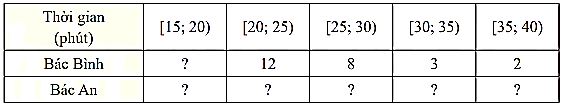 Thời gian (phút) [15; 20) [20; 25) [25; 30) [30; 35) [35; 40)
Bác Bình ? 12 8 3 2
Bác An ? ? ? ? ?